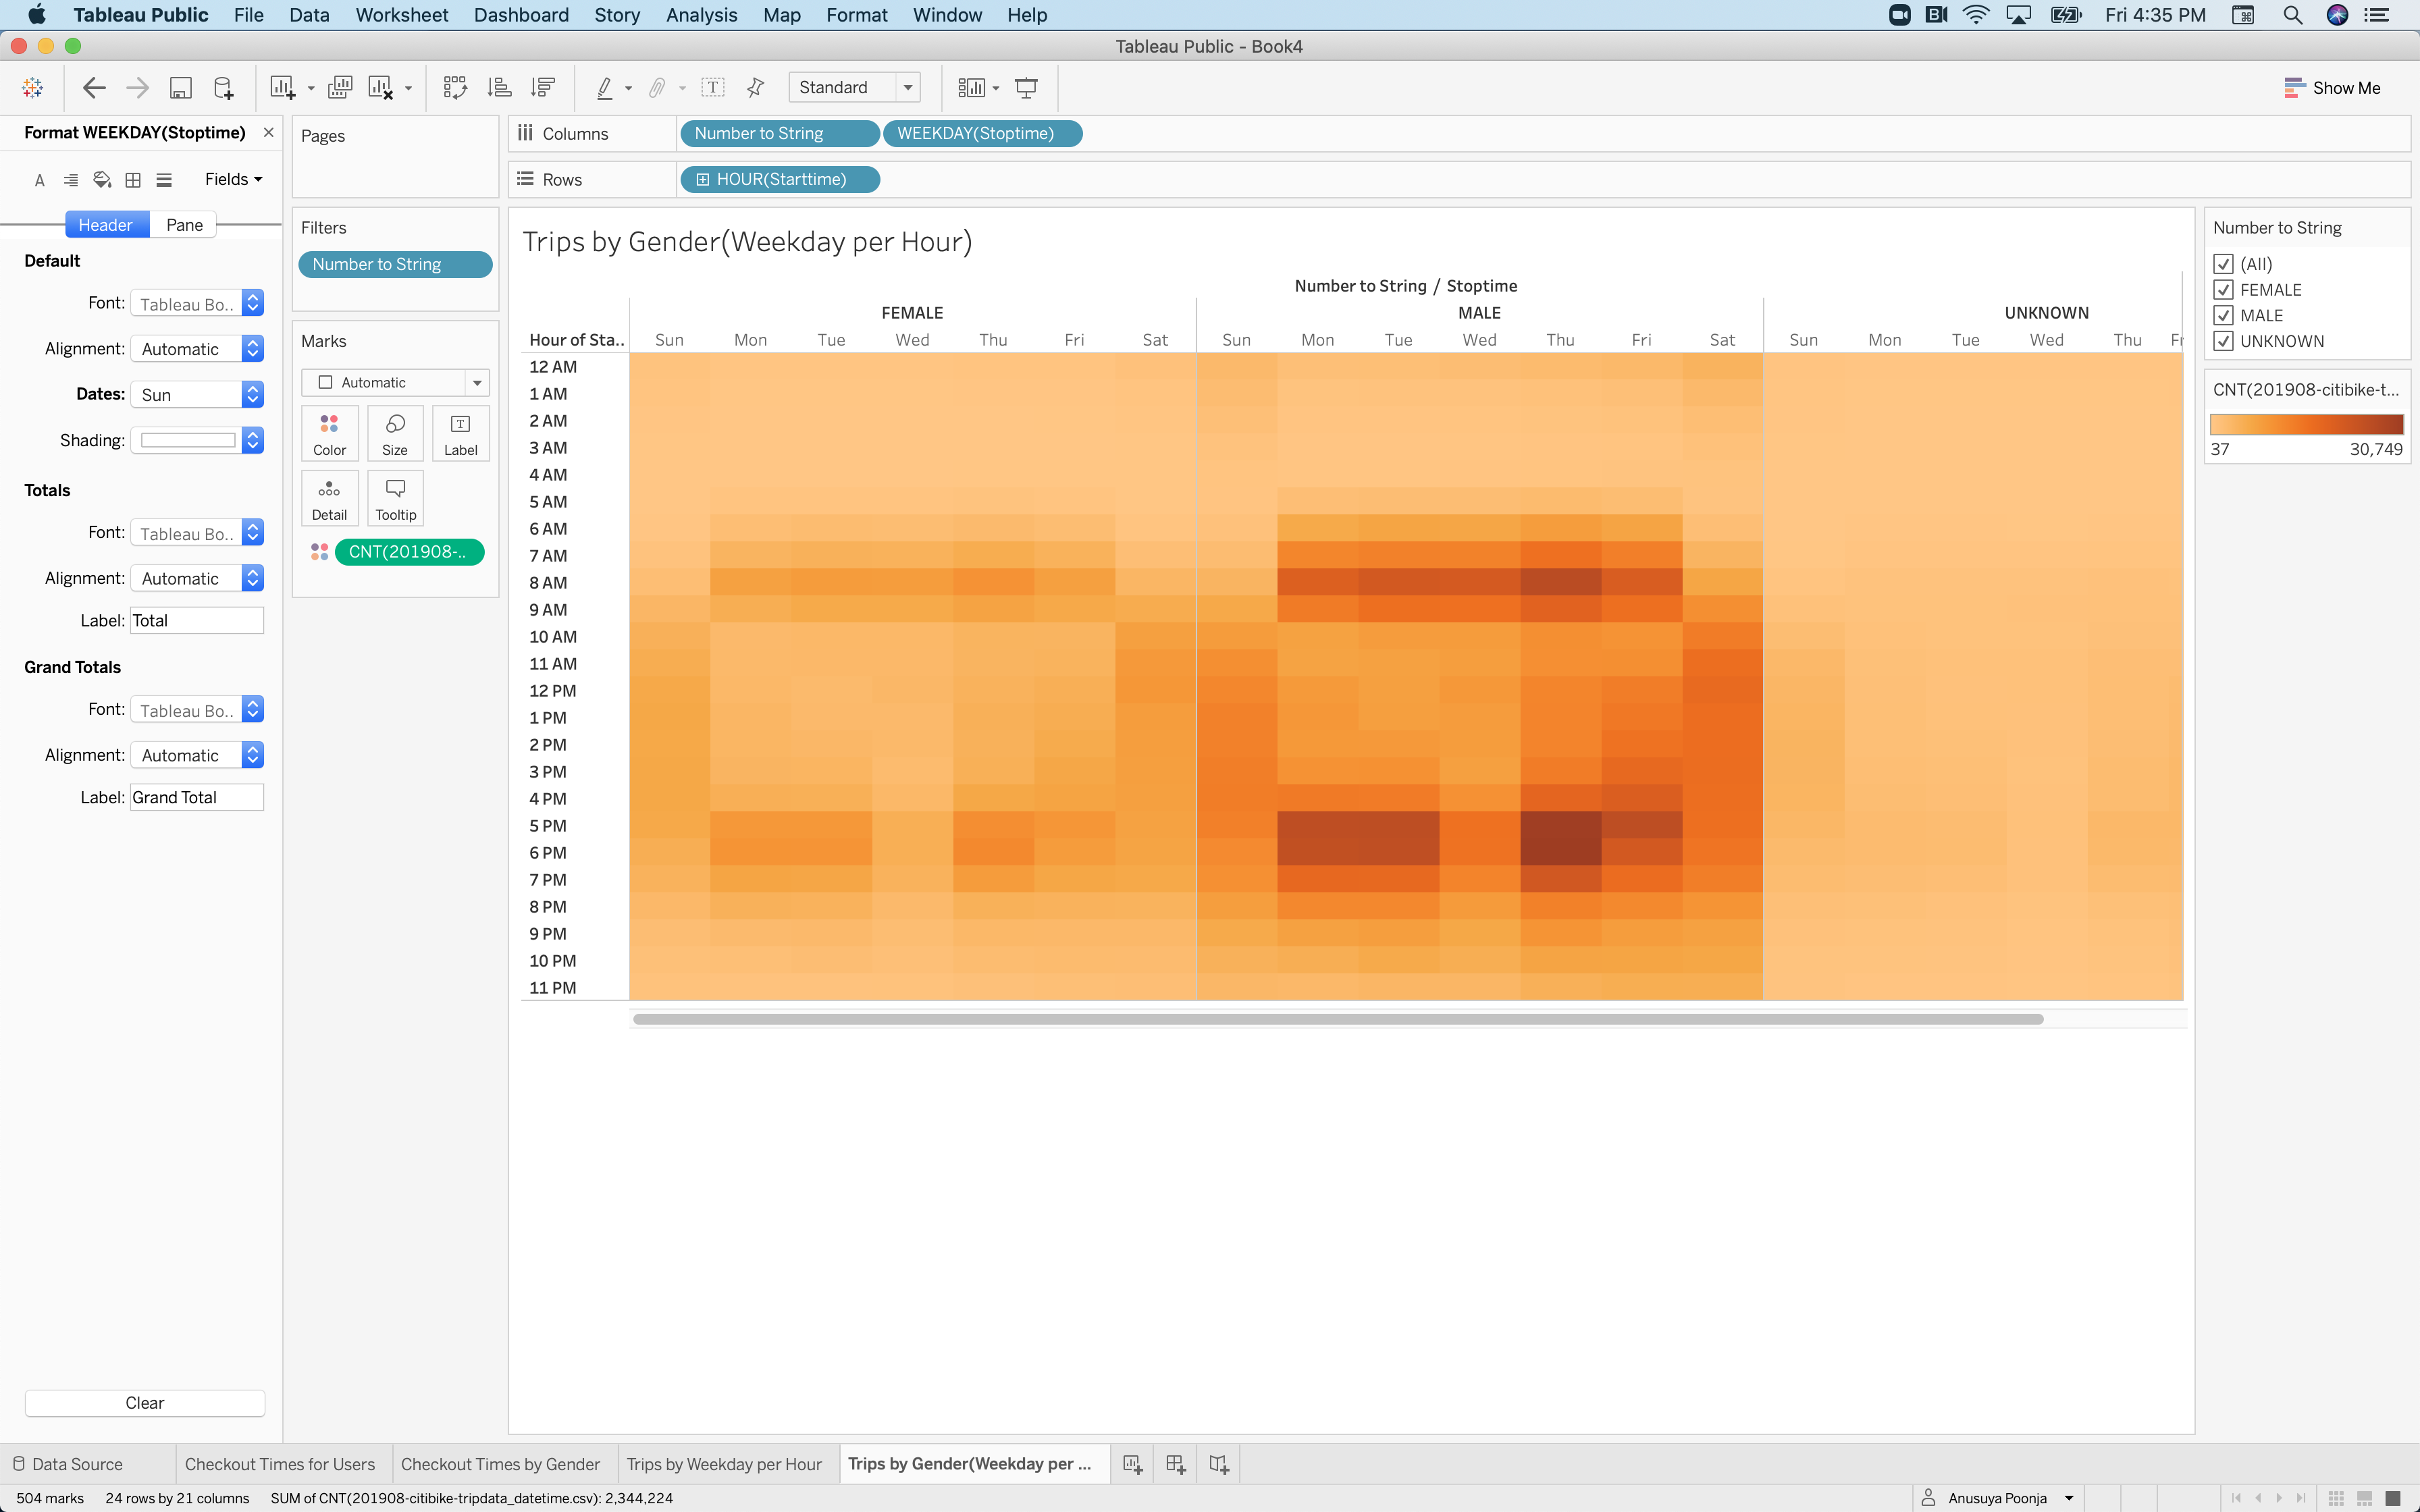 Tableau Public File Data Worksheet Dashboard Story Analysis Map Format Window Help Fri 4:35 PM
Tableau Public - Book4
Standard Show Me
Format WEEKDAY(Stoptime) ×
Fields
Header Pane
Default
Font: Tableau Bo..
Alignment: Automatic
Dates: Sun
Shading:
Totals
Font: Tableau Bo..
Alignment: Automatic
Label: Total
Grand Totals
Font: Tableau Bo..
Alignment: Automatic
Label: Grand Total
Clear
Pages
Filters
Number to String
Marks
Automatic
Color Size Label
Detail Tooltip
CNT(201908-..
Columns Number to String WEEKDAY(Stoptime)
Rows HOUR(Starttime)
Trips by Gender(Weekday per Hour)
Number to String / Stoptime
FEMALE MALE UNKNOWN
Hour of Sta.. Sun Mon Tue Wed Thu Fri Sat Sun Mon Tue Wed Thu Fri Sat Sun Mon Tue Wed Thu Fr
12 AM
1 AM
2 AM
3 AM
4 AM
5 AM
6 AM
7 AM
8 AM
9 AM
10 AM
11 AM
12 PM
1 PM
2 PM
3 PM
4 PM
5 PM
6 PM
7 PM
8 PM
9 PM
10 PM
11 PM
Number to String
(All)
FEMALE
MALE
UNKNOWN
CNT(201908-citibike-t...
37 30,749
Data Source Checkout Times for Users Checkout Times by Gender Trips by Weekday per Hour Trips by Gender(Weekday per ...
504 marks 24 rows by 21 columns SUM of CNT(201908-citibike-tripdata_datetime.csv): 2,344,224 Anusuya Poonja